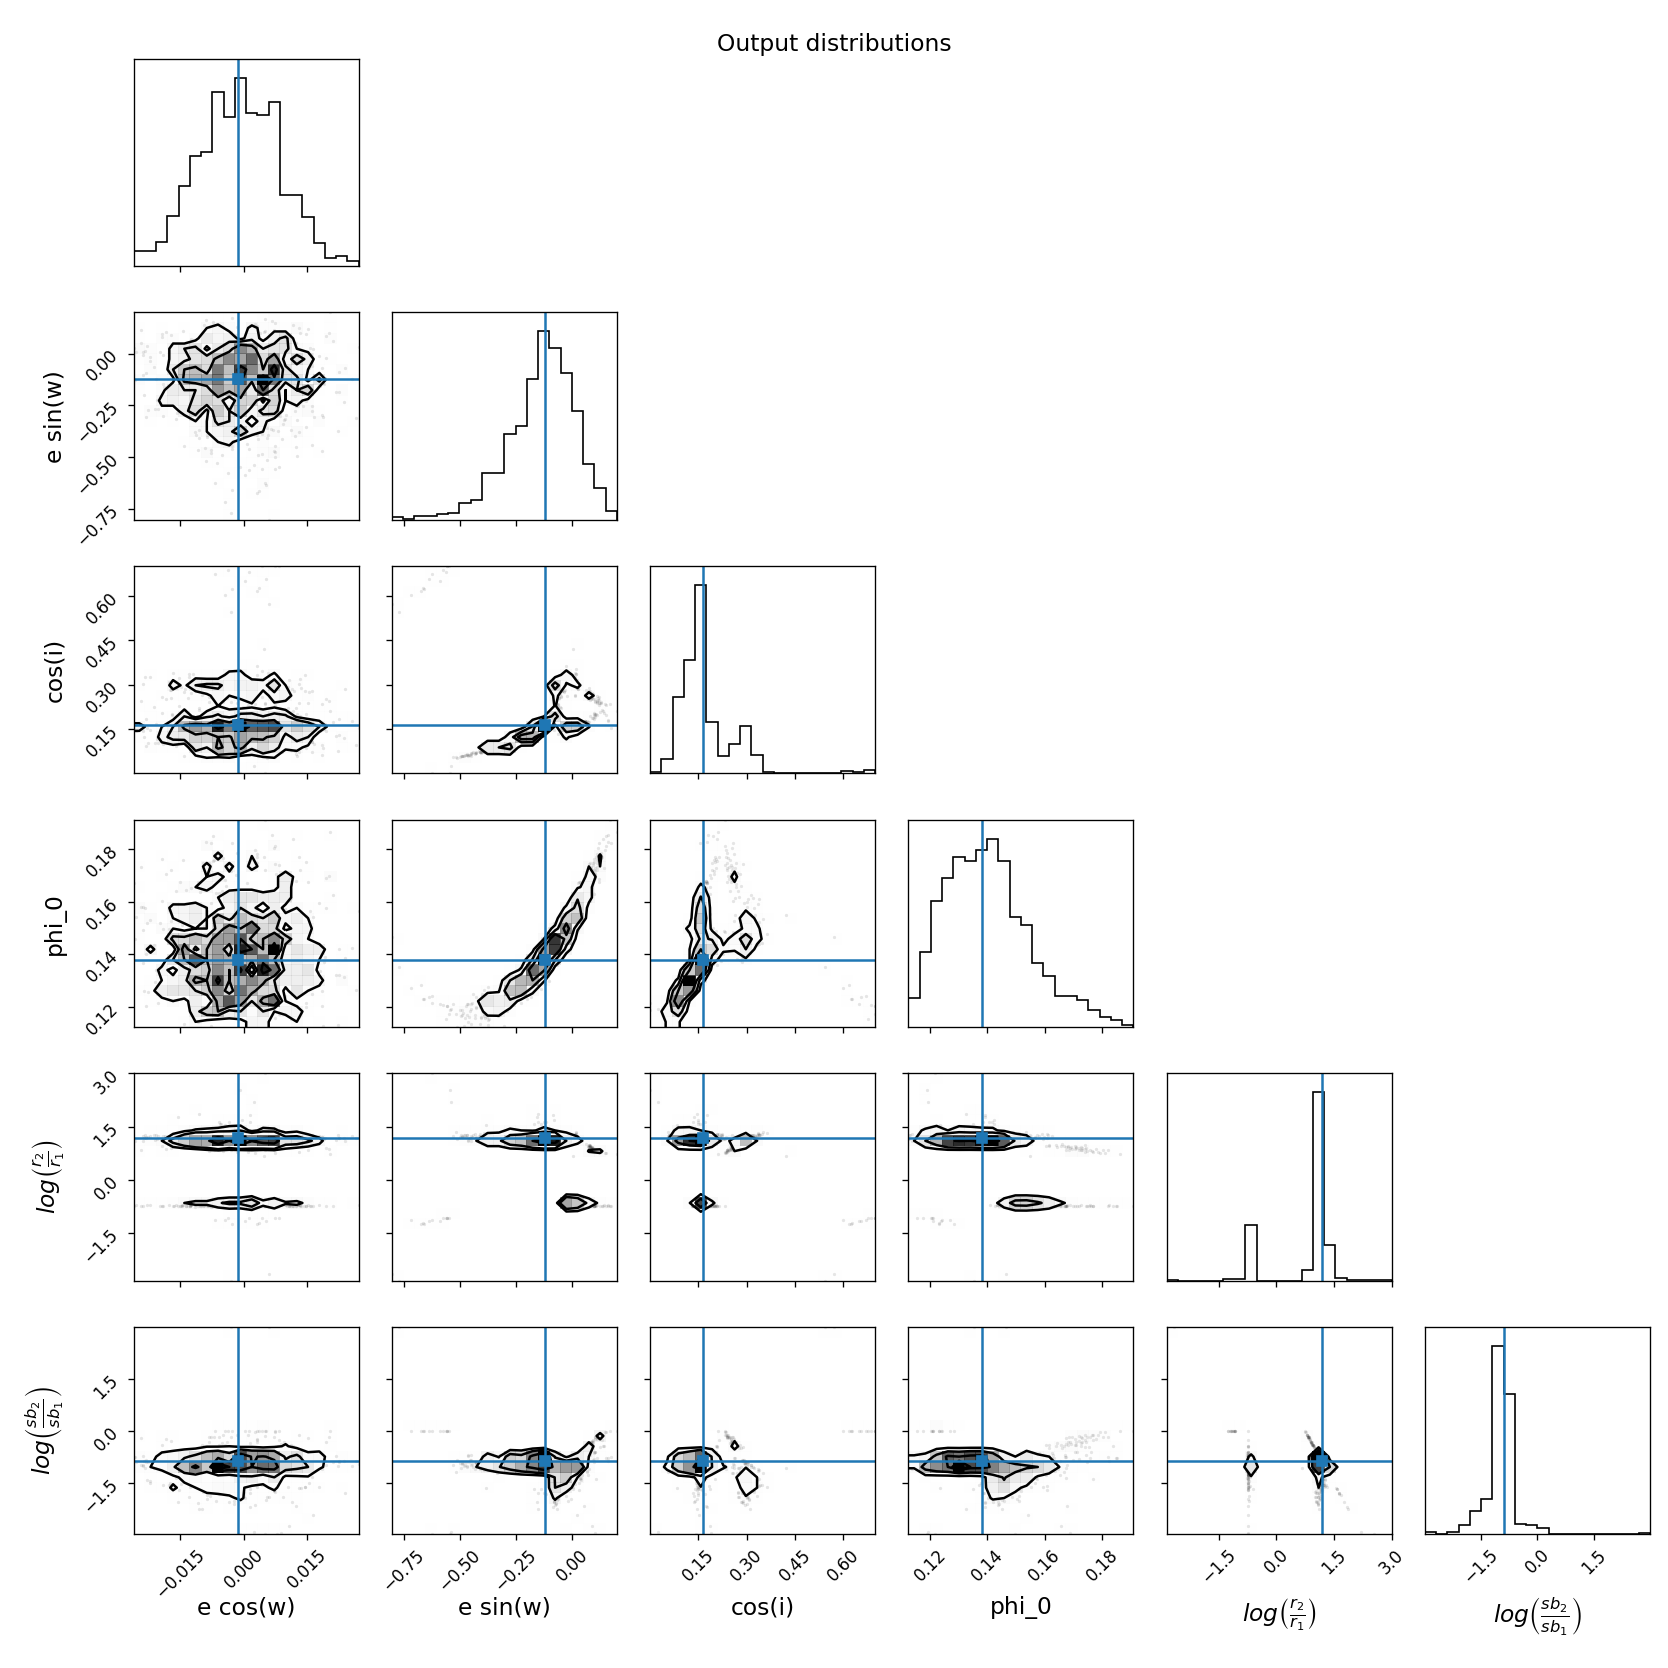 Output distributions
e sin(w)
0.00
−0.25
−0.50
−0.75
cos(i)
0.60
0.45
0.30
0.15
phi_0
0.18
0.16
0.14
0.12
log(r₂/r₁)
3.0
1.5
0.0
−1.5
log(sb₂/sb₁)
1.5
0.0
−1.5
−0.015 0.000 0.015 −0.75 −0.50 −0.25 0.00 0.15 0.30 0.45 0.60 0.12 0.14 0.16 0.18 −1.5 0.0 1.5 3.0 −1.5 0.0 1.5
e cos(w) e sin(w) cos(i) phi_0 log(r₂/r₁) log(sb₂/sb₁)